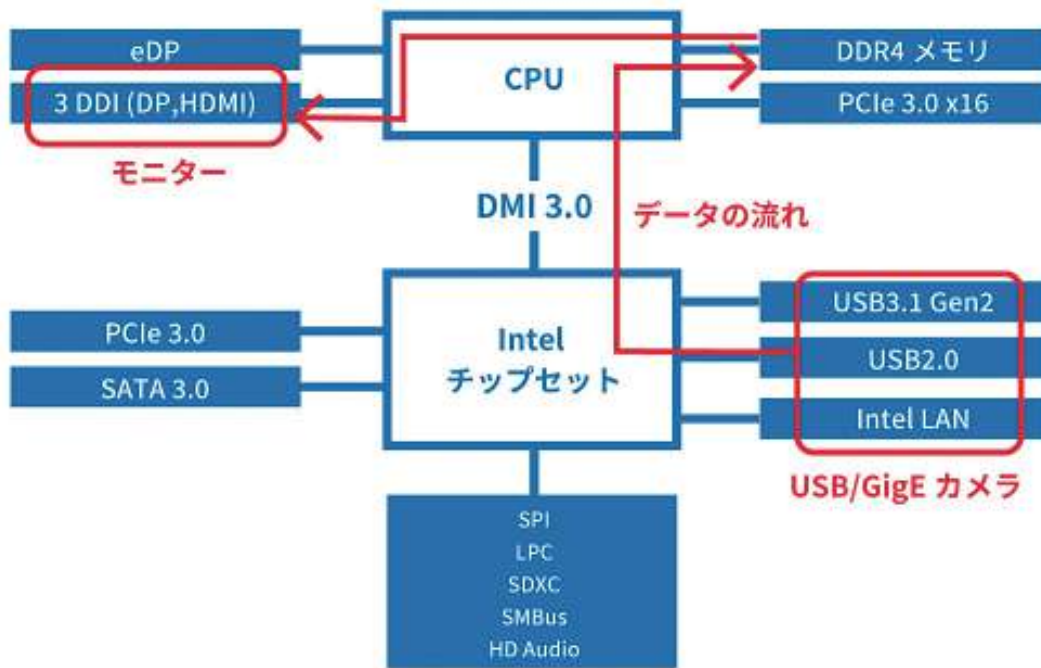 eDP
3 DDI (DP,HDMI)
モニター
CPU
DDR4 メモリ
PCIe 3.0 x16
DMI 3.0
データの流れ
PCIe 3.0
SATA 3.0
Intel
チップセット
USB3.1 Gen2
USB2.0
Intel LAN
USB/GigE カメラ
SPI
LPC
SDXC
SMBus
HD Audio